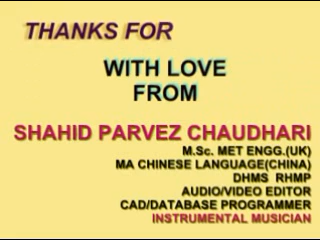 THANKS FOR
WITH LOVE
FROM
SHAHID PARVEZ CHAUDHARI
M.Sc. MET ENGG.(UK)
MA CHINESE LANGUAGE(CHINA)
DHMS RHMP
AUDIO/VIDEO EDITOR
CAD/DATABASE PROGRAMMER
INSTRUMENTAL MUSICIAN